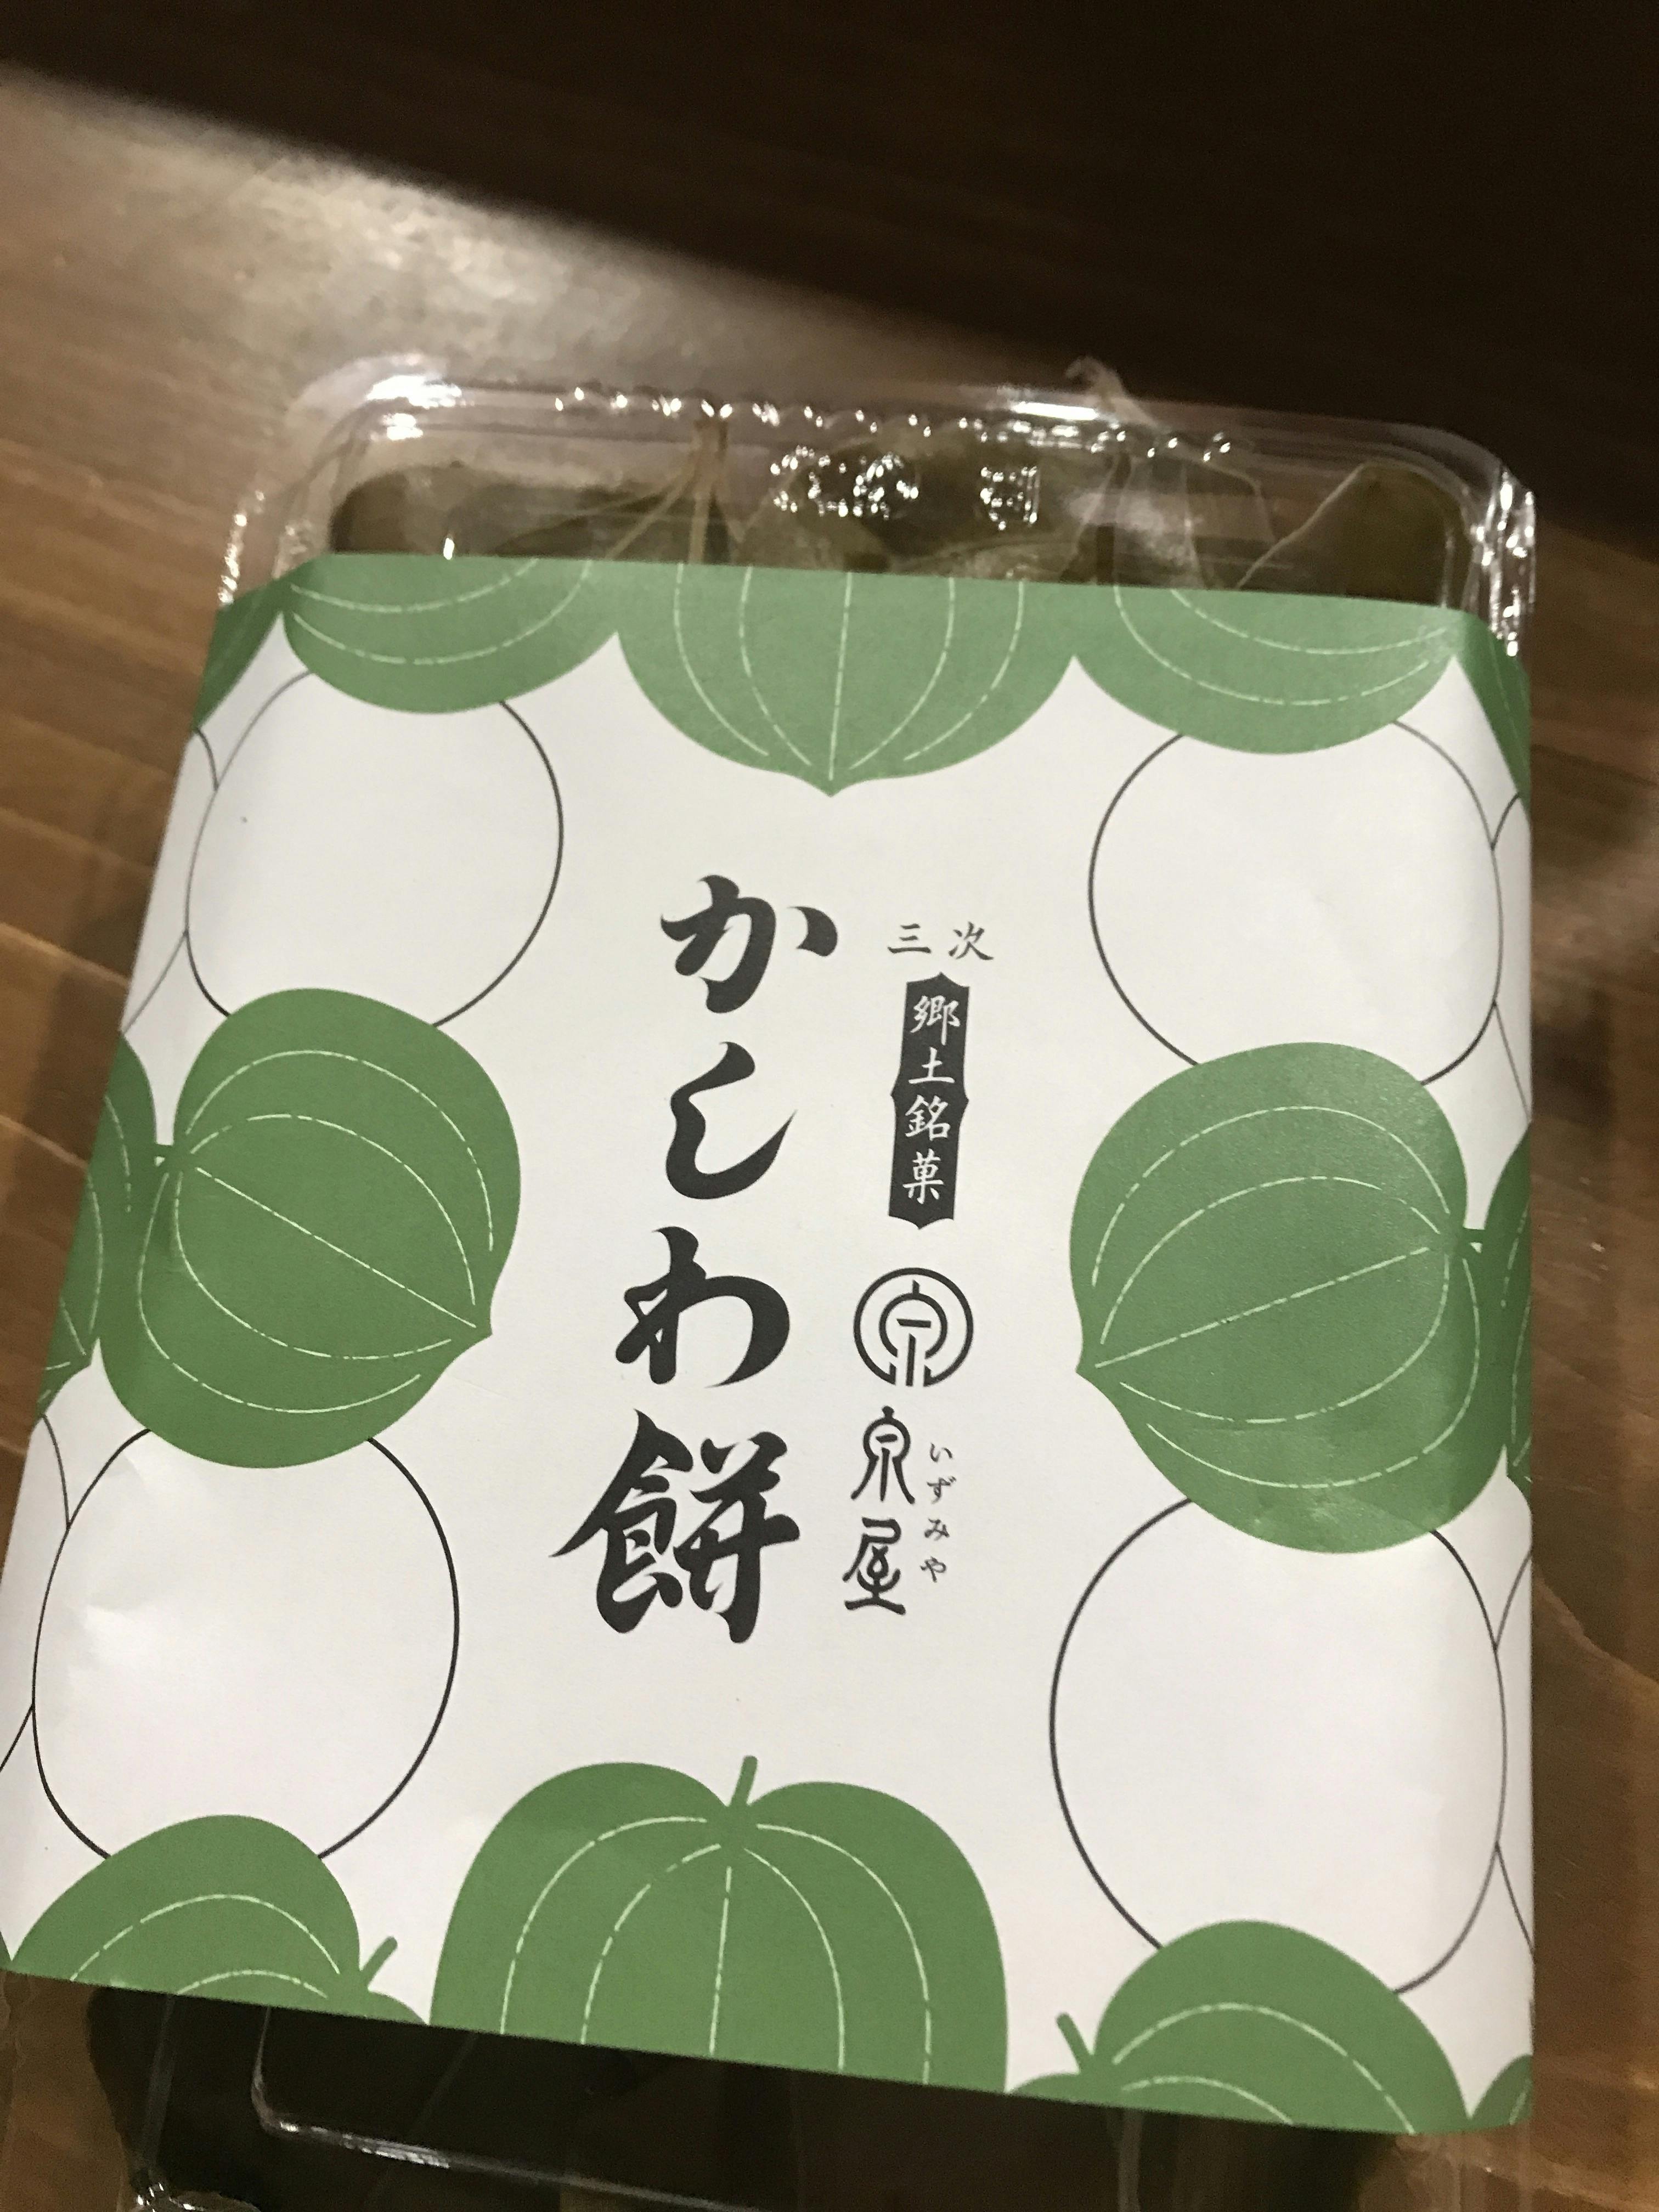 三次
郷土銘菓
泉屋
いずみや
かしわ餅